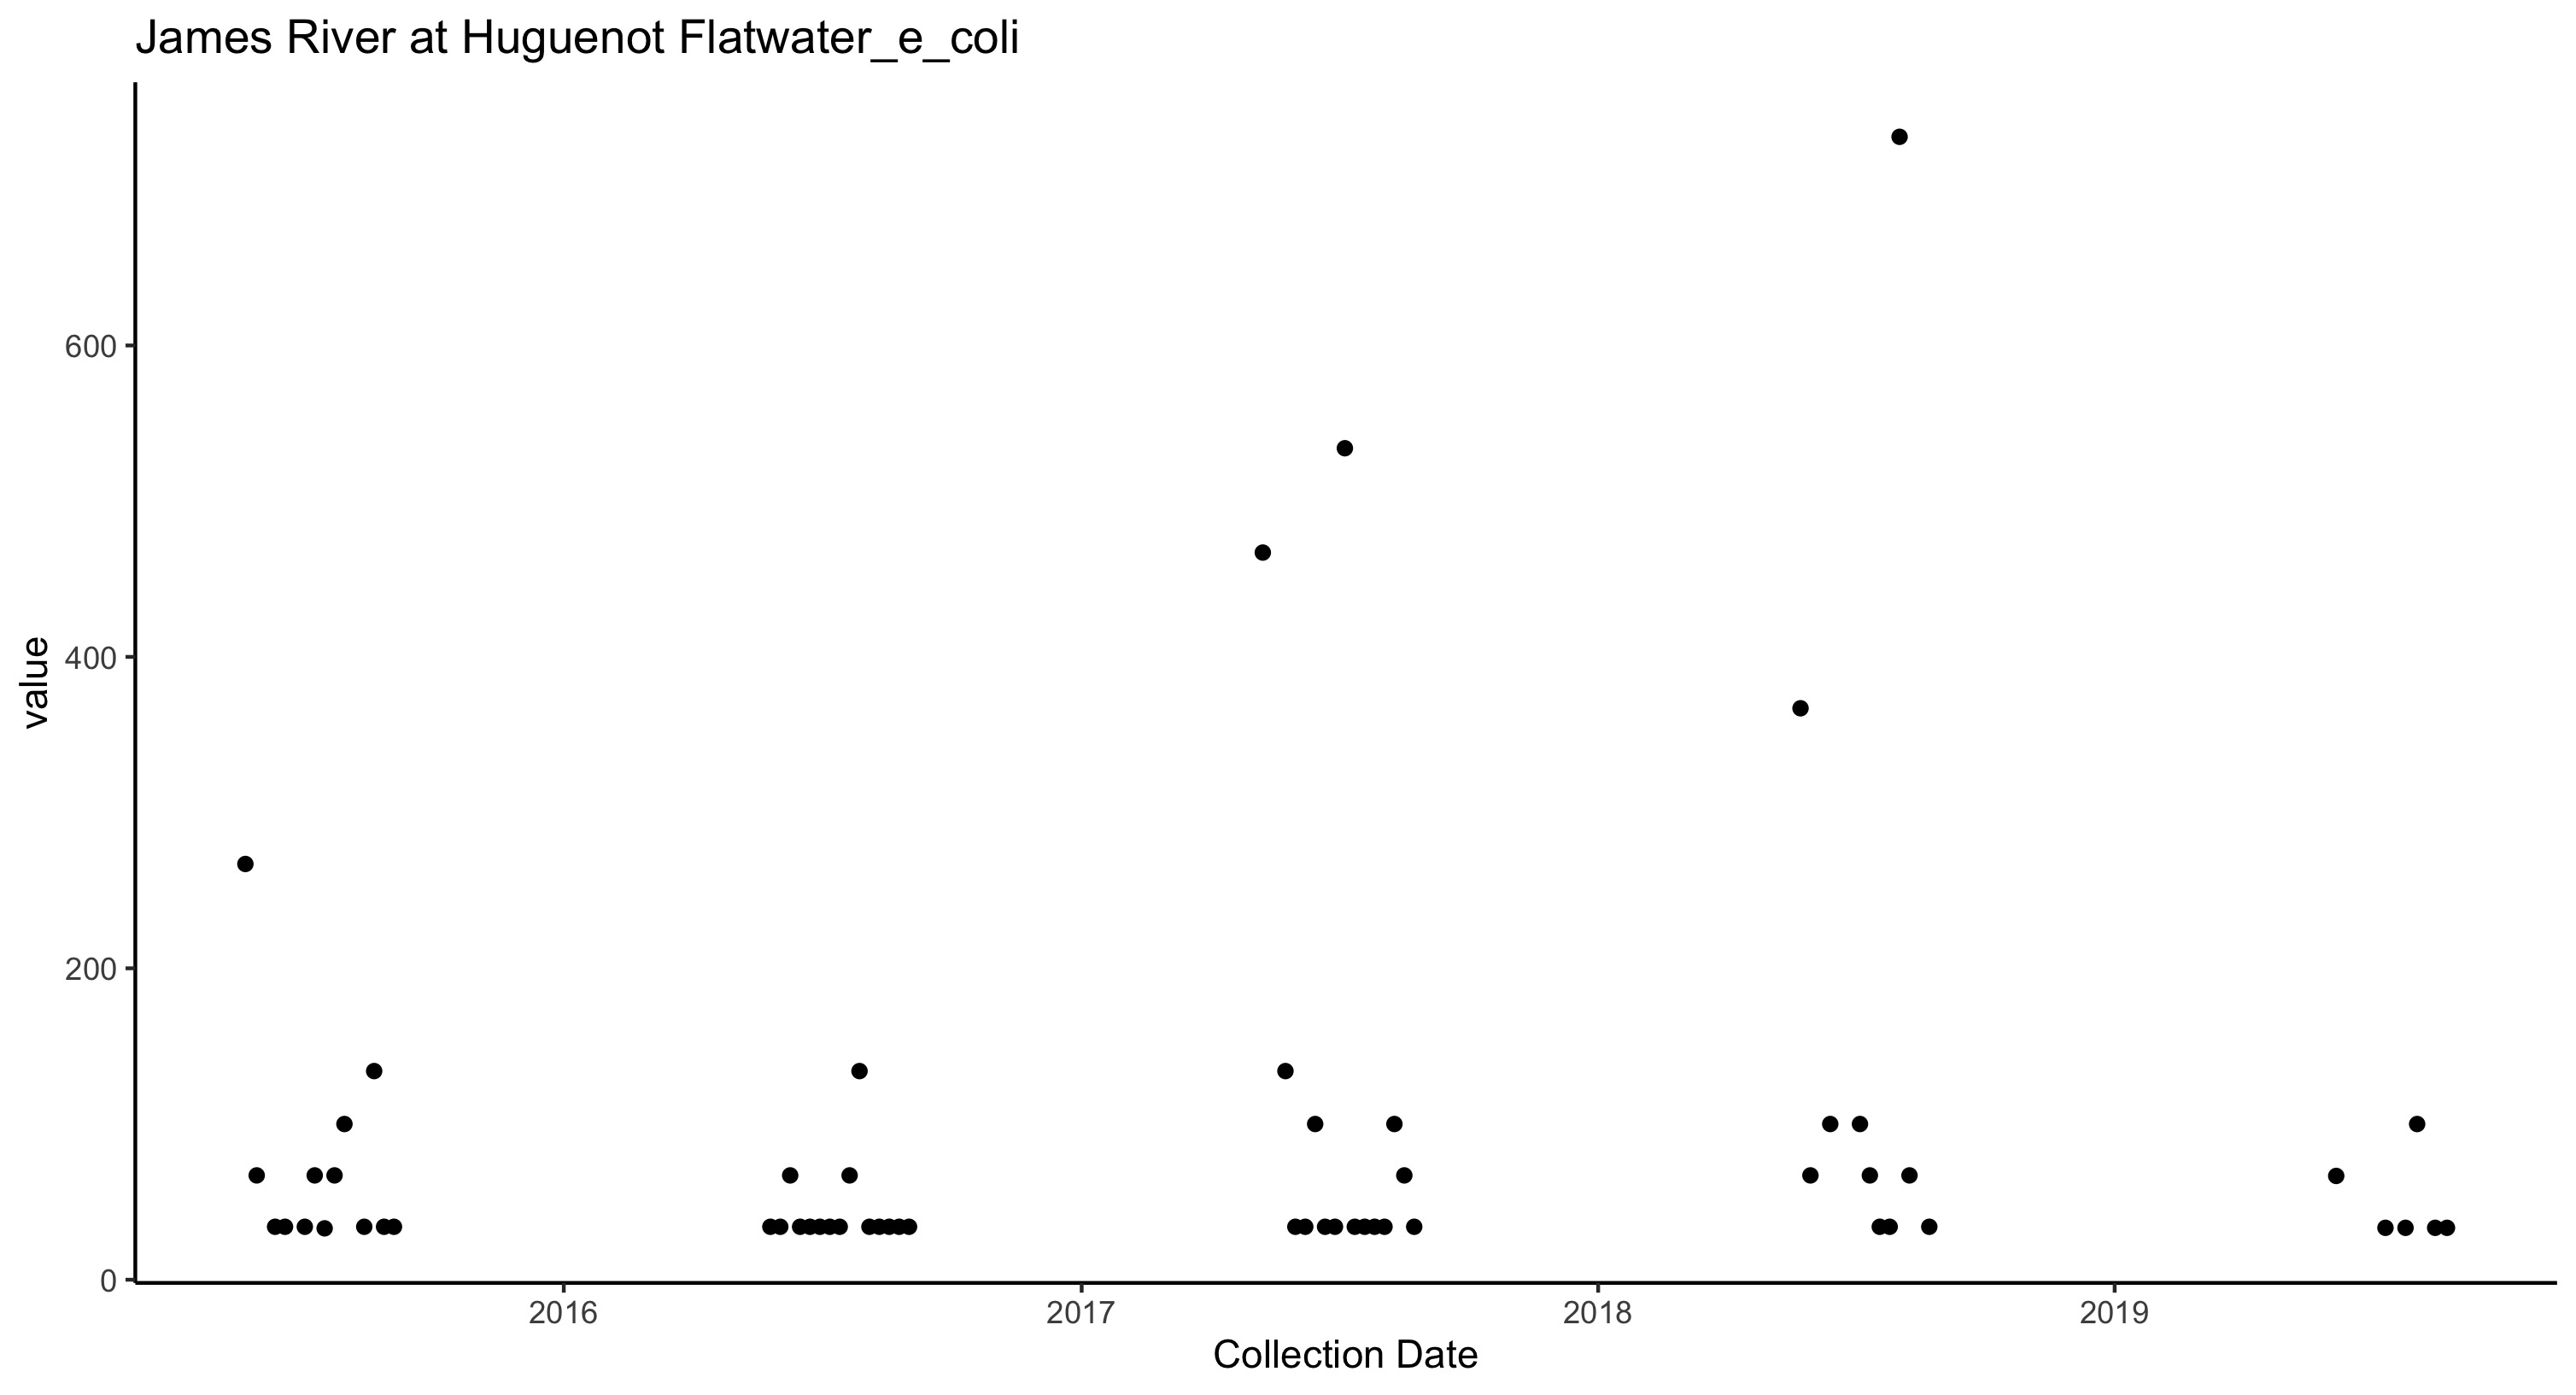 James River at Huguenot Flatwater_e_coli
600
400
200
0
value
2016 2017 2018 2019
Collection Date